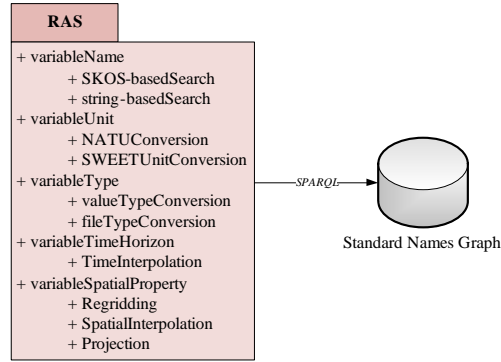 RAS
+ variableName
+ SKOS-basedSearch
+ string-basedSearch
+ variableUnit
+ NATUConversion
+ SWEETUnitConversion
+ variableType
+ valueTypeConversion
+ fileTypeConversion
+ variableTimeHorizon
+ TimeInterpolation
+ variableSpatialProperty
+ Regridding
+ SpatialInterpolation
+ Projection
SPARQL
Standard Names Graph